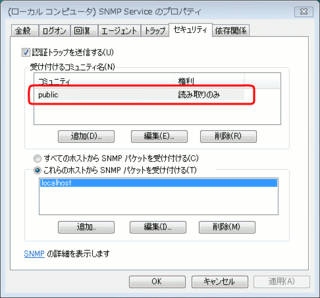 (ローカル コンピュータ) SNMP Service のプロパティ
全般 ログオン 回復 エージェント トラップ セキュリティ 依存関係
認証トラップを送信する(U)
受け付けるコミュニティ名(N)
コミュニティ 権利
public 読み取りのみ
追加(D)... 編集(E)... 削除(R)
すべてのホストから SNMP パケットを受け付ける(C)
これらのホストから SNMP パケットを受け付ける(T)
localhost
追加... 編集(I)... 削除(M)
SNMP の詳細を表示します
OK キャンセル 適用(A)